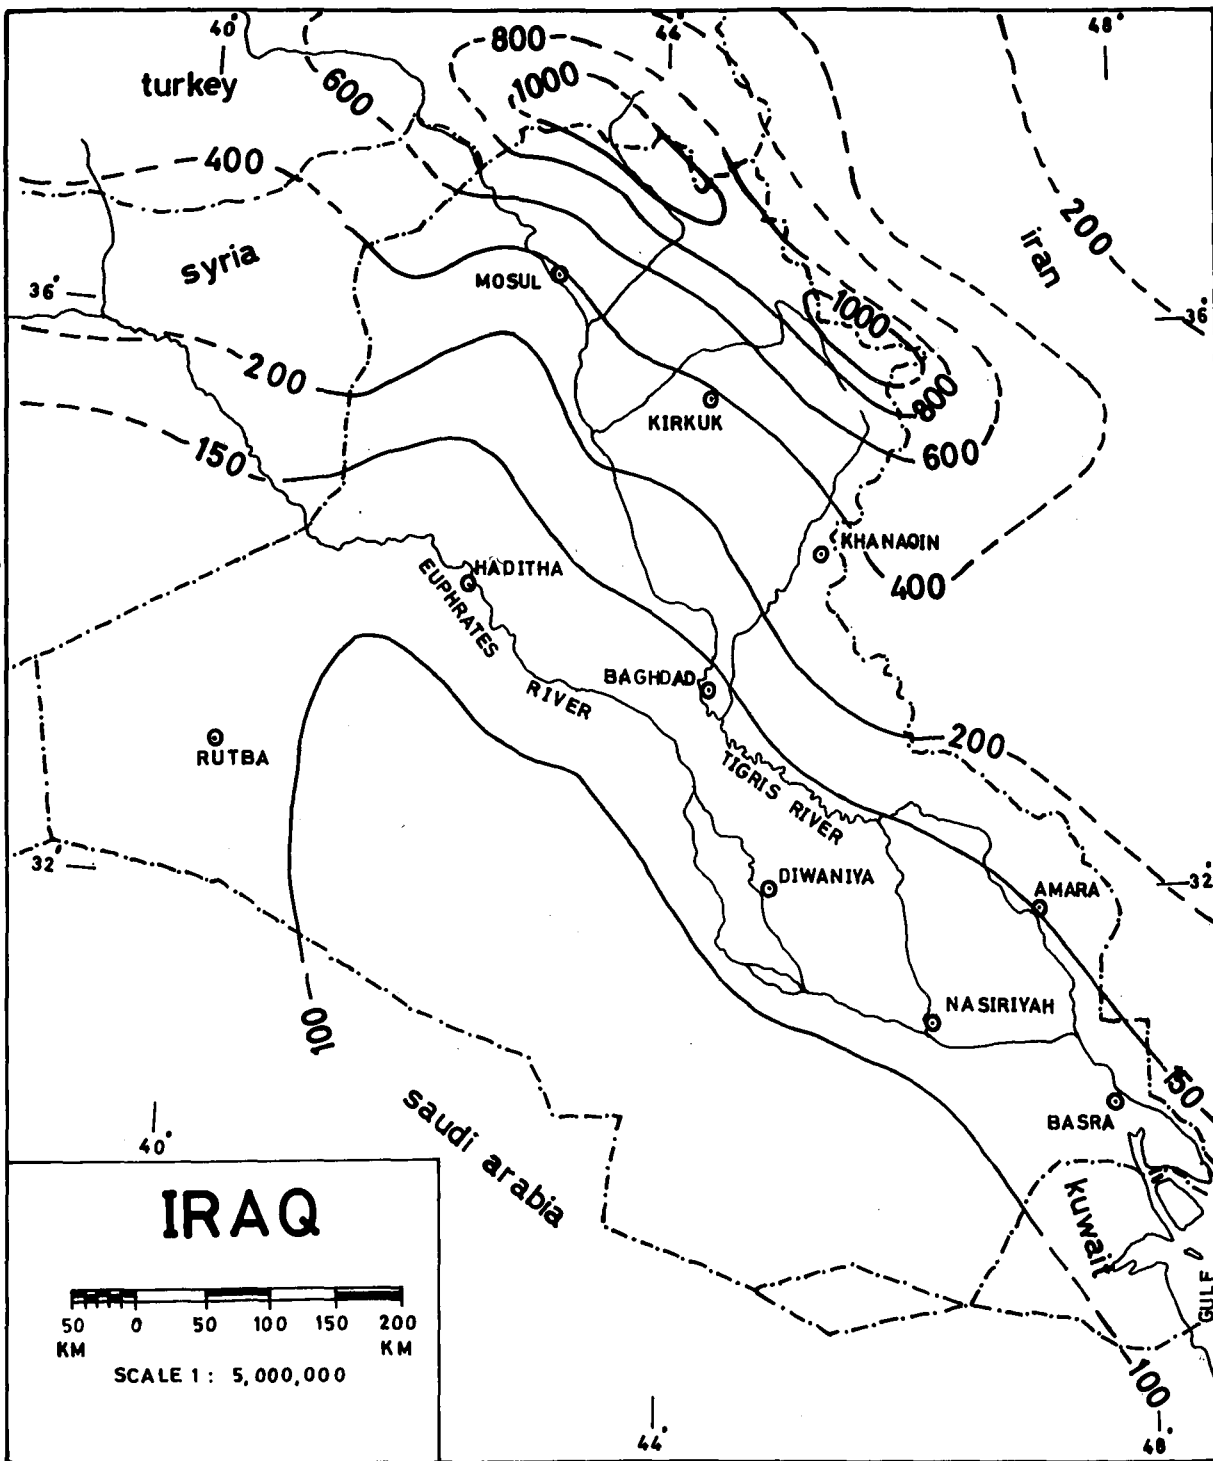 40°
44°
48°
800
1000
600
turkey
400
200
iran
syria
MOSUL
36°
36°
1000
200
800
KIRKUK
600
150
KHANAQIN
HADITHA
400
EUPHRATES
RIVER
BAGHDAD
200
RUTBA
TIGRIS RIVER
32°
DIWANIYA
32°
AMARA
NASIRIYAH
100
150
BASRA
saudi arabia
40°
kuwait
IRAQ
GULF
50 0 50 100 150 200
KM KM
SCALE 1: 5,000,000
100
44°
48°